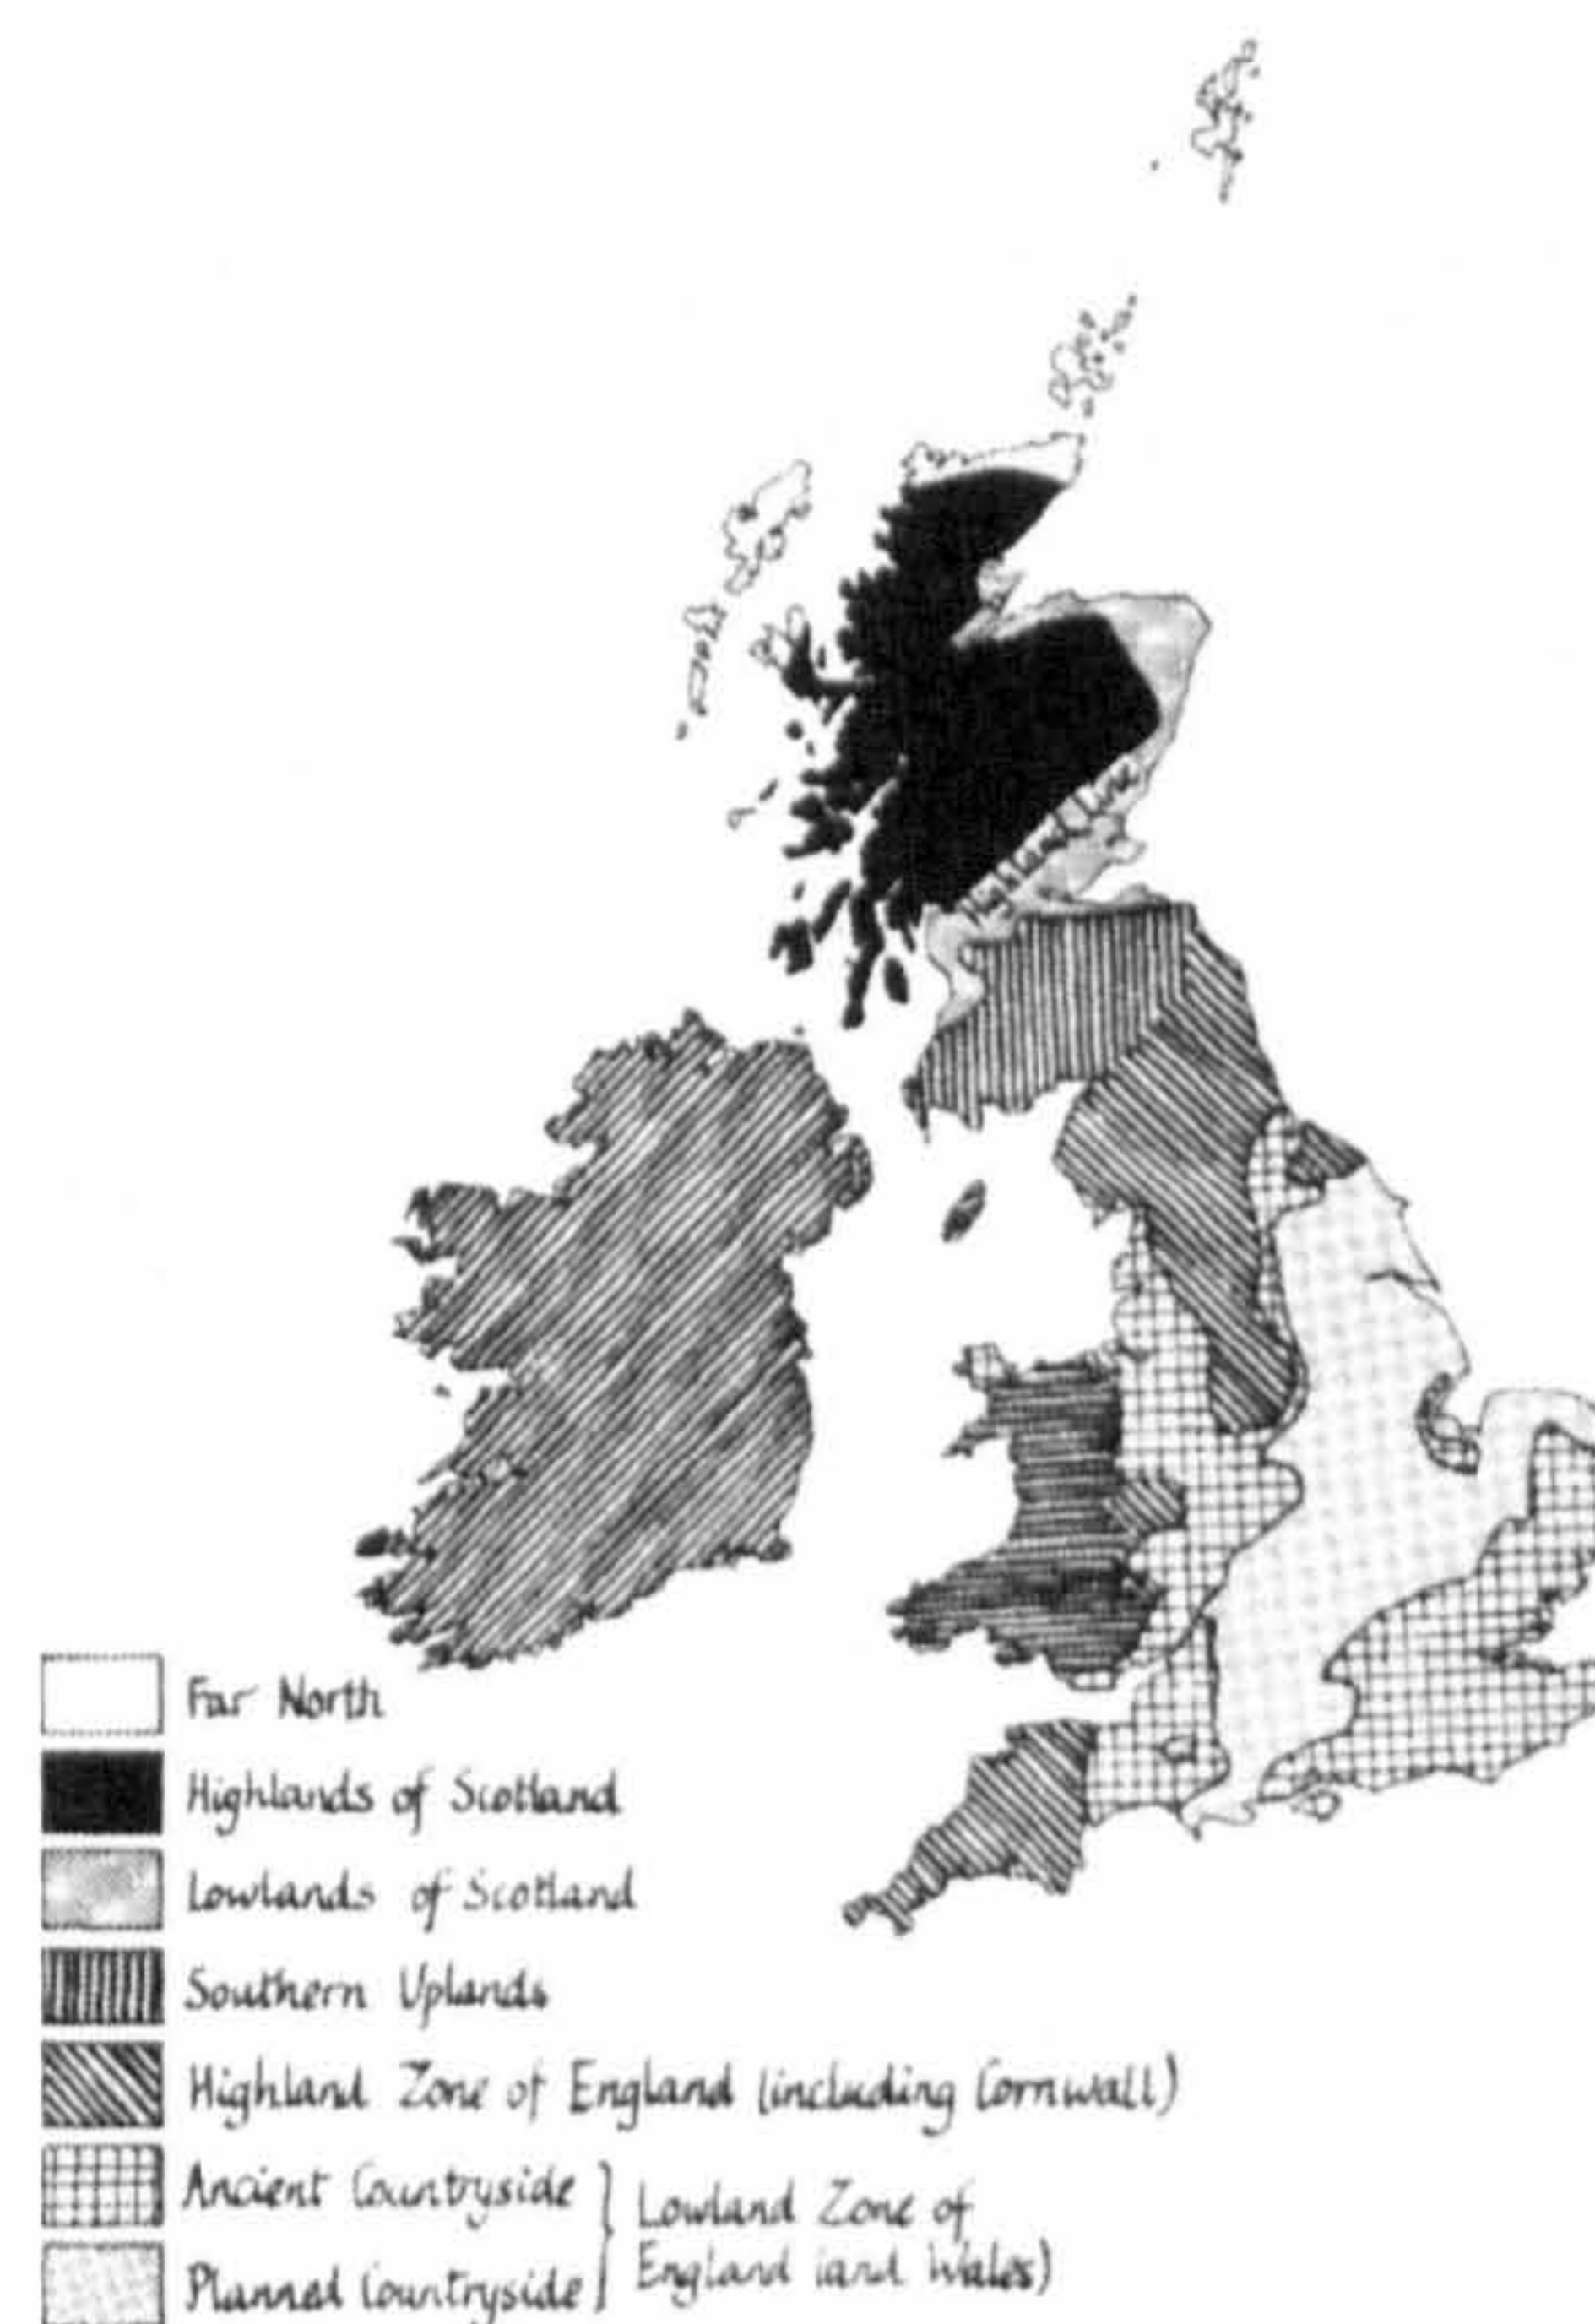 Highland Line
Far North
Highlands of Scotland
Lowlands of Scotland
Southern Uplands
Highland Zone of England (including Cornwall)
Ancient Countryside
Planned Countryside
Lowland Zone of
England (and Wales)